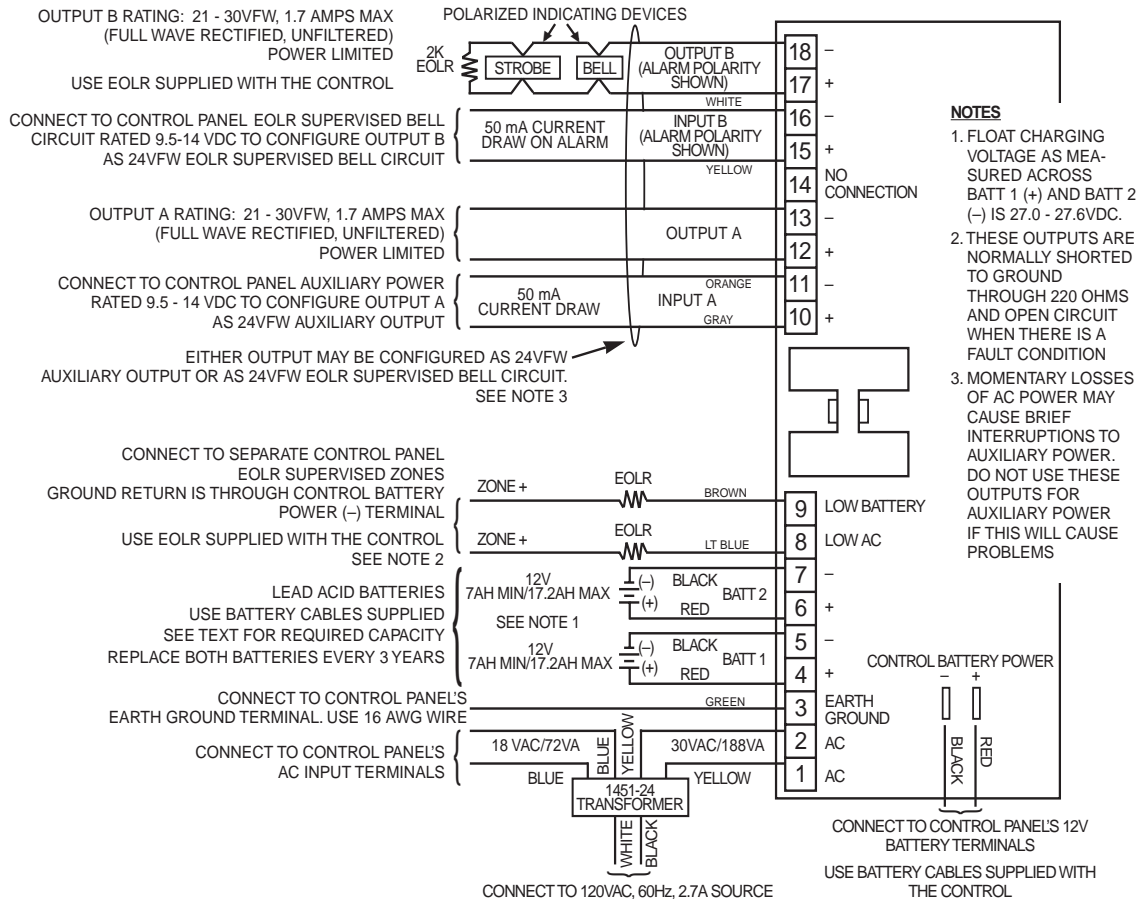 OUTPUT B RATING: 21 - 30VFW, 1.7 AMPS MAX
(FULL WAVE RECTIFIED, UNFILTERED)
POWER LIMITED
USE EOLR SUPPLIED WITH THE CONTROL
POLARIZED INDICATING DEVICES
2K
EOLR
STROBE
BELL
OUTPUT B
(ALARM POLARITY
SHOWN)
18 –
17 +
WHITE
CONNECT TO CONTROL PANEL EOLR SUPERVISED BELL
CIRCUIT RATED 9.5-14 VDC TO CONFIGURE OUTPUT B
AS 24VFW EOLR SUPERVISED BELL CIRCUIT
50 mA CURRENT
DRAW ON ALARM
INPUT B
(ALARM POLARITY
SHOWN)
16 –
15 +
YELLOW
14 NO
CONNECTION
OUTPUT A RATING: 21 - 30VFW, 1.7 AMPS MAX
(FULL WAVE RECTIFIED, UNFILTERED)
POWER LIMITED
OUTPUT A
13 –
12 +
CONNECT TO CONTROL PANEL AUXILIARY POWER
RATED 9.5 - 14 VDC TO CONFIGURE OUTPUT A
AS 24VFW AUXILIARY OUTPUT
50 mA
CURRENT DRAW
ORANGE
INPUT A
GRAY
11 –
10 +
EITHER OUTPUT MAY BE CONFIGURED AS 24VFW
AUXILIARY OUTPUT OR AS 24VFW EOLR SUPERVISED BELL CIRCUIT.
SEE NOTE 3
CONNECT TO SEPARATE CONTROL PANEL
EOLR SUPERVISED ZONES
GROUND RETURN IS THROUGH CONTROL BATTERY
POWER (–) TERMINAL
USE EOLR SUPPLIED WITH THE CONTROL
SEE NOTE 2
ZONE +
EOLR
BROWN
9 LOW BATTERY
ZONE +
EOLR
LT BLUE
8 LOW AC
LEAD ACID BATTERIES
USE BATTERY CABLES SUPPLIED
SEE TEXT FOR REQUIRED CAPACITY
REPLACE BOTH BATTERIES EVERY 3 YEARS
12V
7AH MIN/17.2AH MAX
(–)
(+)
BLACK
BATT 2
RED
7 –
6 +
SEE NOTE 1
12V
7AH MIN/17.2AH MAX
(–)
(+)
BLACK
BATT 1
RED
5 –
4 +
CONNECT TO CONTROL PANEL'S
EARTH GROUND TERMINAL. USE 16 AWG WIRE
GREEN
3 EARTH
GROUND
CONNECT TO CONTROL PANEL'S
AC INPUT TERMINALS
18 VAC/72VA
BLUE
BLUE
YELLOW
30VAC/188VA
YELLOW
2 AC
1 AC
1451-24
TRANSFORMER
WHITE
BLACK
CONNECT TO 120VAC, 60Hz, 2.7A SOURCE
NOTES
1. FLOAT CHARGING
VOLTAGE AS MEA-
SURED ACROSS
BATT 1 (+) AND BATT 2
(–) IS 27.0 - 27.6VDC.
2. THESE OUTPUTS ARE
NORMALLY SHORTED
TO GROUND
THROUGH 220 OHMS
AND OPEN CIRCUIT
WHEN THERE IS A
FAULT CONDITION
3. MOMENTARY LOSSES
OF AC POWER MAY
CAUSE BRIEF
INTERRUPTIONS TO
AUXILIARY POWER.
DO NOT USE THESE
OUTPUTS FOR
AUXILIARY POWER
IF THIS WILL CAUSE
PROBLEMS
CONTROL BATTERY POWER
– +
BLACK
RED
CONNECT TO CONTROL PANEL'S 12V
BATTERY TERMINALS
USE BATTERY CABLES SUPPLIED WITH
THE CONTROL